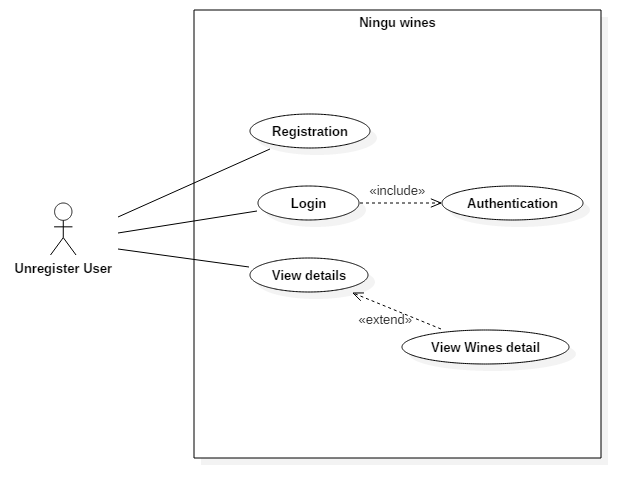 Ningu wines
Registration
Login
«include»
Authentication
Unregister User
View details
«extend»
View Wines detail